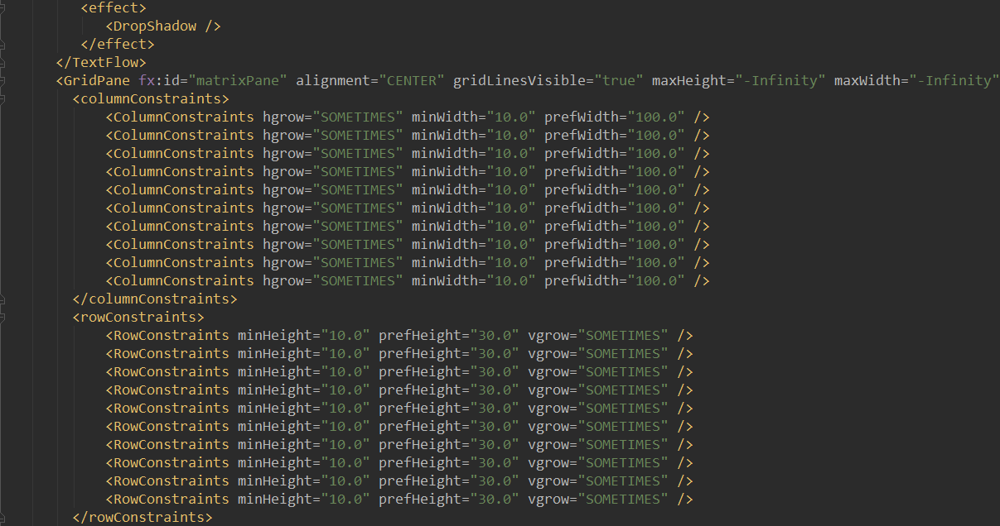 <effect>
<DropShadow />
</effect>
</TextFlow>
<GridPane fx:id="matrixPane" alignment="CENTER" gridLinesVisible="true" maxHeight="-Infinity" maxWidth="-Infinity"
<columnConstraints>
<ColumnConstraints hgrow="SOMETIMES" minWidth="10.0" prefWidth="100.0" />
<ColumnConstraints hgrow="SOMETIMES" minWidth="10.0" prefWidth="100.0" />
<ColumnConstraints hgrow="SOMETIMES" minWidth="10.0" prefWidth="100.0" />
<ColumnConstraints hgrow="SOMETIMES" minWidth="10.0" prefWidth="100.0" />
<ColumnConstraints hgrow="SOMETIMES" minWidth="10.0" prefWidth="100.0" />
<ColumnConstraints hgrow="SOMETIMES" minWidth="10.0" prefWidth="100.0" />
<ColumnConstraints hgrow="SOMETIMES" minWidth="10.0" prefWidth="100.0" />
<ColumnConstraints hgrow="SOMETIMES" minWidth="10.0" prefWidth="100.0" />
<ColumnConstraints hgrow="SOMETIMES" minWidth="10.0" prefWidth="100.0" />
<ColumnConstraints hgrow="SOMETIMES" minWidth="10.0" prefWidth="100.0" />
</columnConstraints>
<rowConstraints>
<RowConstraints minHeight="10.0" prefHeight="30.0" vgrow="SOMETIMES" />
<RowConstraints minHeight="10.0" prefHeight="30.0" vgrow="SOMETIMES" />
<RowConstraints minHeight="10.0" prefHeight="30.0" vgrow="SOMETIMES" />
<RowConstraints minHeight="10.0" prefHeight="30.0" vgrow="SOMETIMES" />
<RowConstraints minHeight="10.0" prefHeight="30.0" vgrow="SOMETIMES" />
<RowConstraints minHeight="10.0" prefHeight="30.0" vgrow="SOMETIMES" />
<RowConstraints minHeight="10.0" prefHeight="30.0" vgrow="SOMETIMES" />
<RowConstraints minHeight="10.0" prefHeight="30.0" vgrow="SOMETIMES" />
<RowConstraints minHeight="10.0" prefHeight="30.0" vgrow="SOMETIMES" />
<RowConstraints minHeight="10.0" prefHeight="30.0" vgrow="SOMETIMES" />
</rowConstraints>